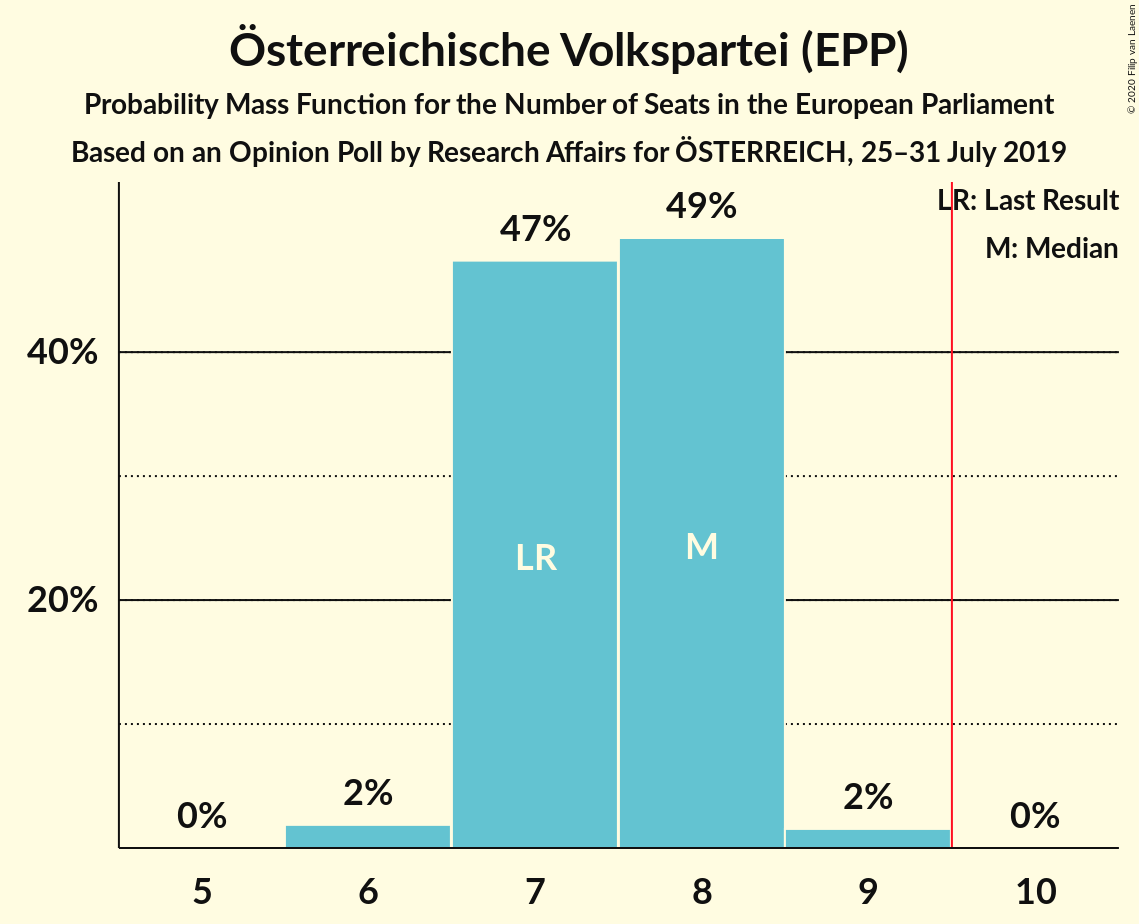 Österreichische Volkspartei (EPP)
Probability Mass Function for the Number of Seats in the European Parliament
Based on an Opinion Poll by Research Affairs for ÖSTERREICH, 25–31 July 2019
© 2020 Filip van Laenen
LR: Last Result
M: Median
47%
49%
40%
LR
M
20%
0%
2%
2%
0%
5
6
7
8
9
10